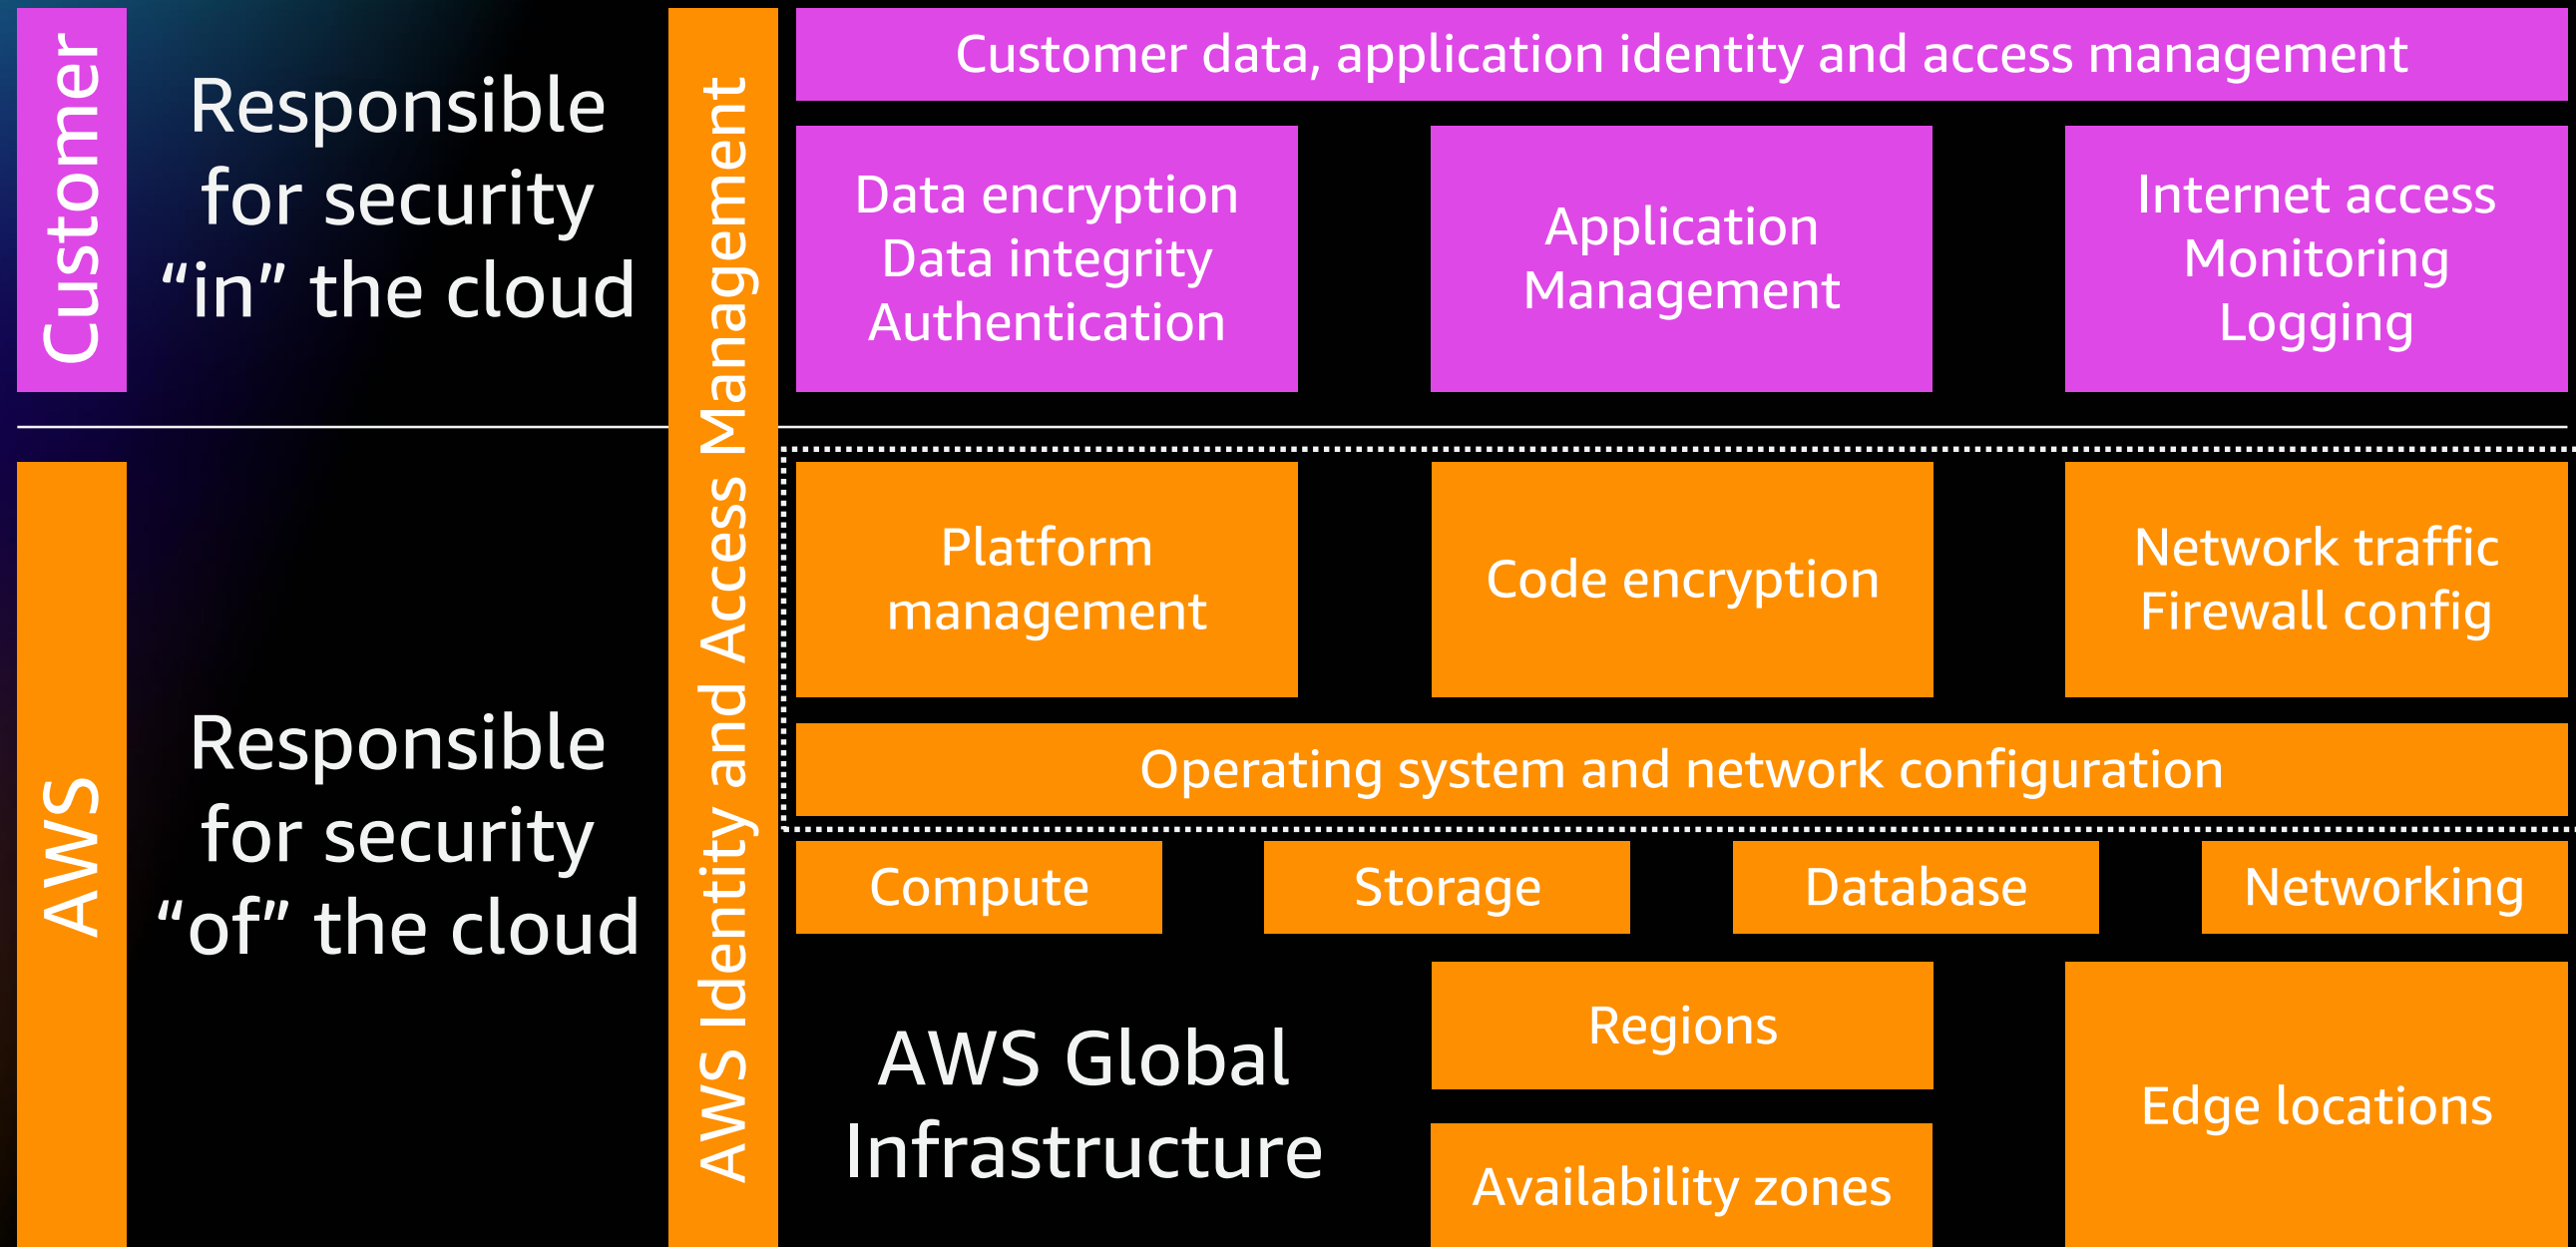 Customer
Responsible
for security
“in” the cloud
AWS Identity and Access Management
Customer data, application identity and access management
Data encryption
Data integrity
Authentication
Application
Management
Internet access
Monitoring
Logging
AWS
Responsible
for security
“of” the cloud
Platform
management
Code encryption
Network traffic
Firewall config
Operating system and network configuration
Compute
Storage
Database
Networking
AWS Global
Infrastructure
Regions
Availability zones
Edge locations